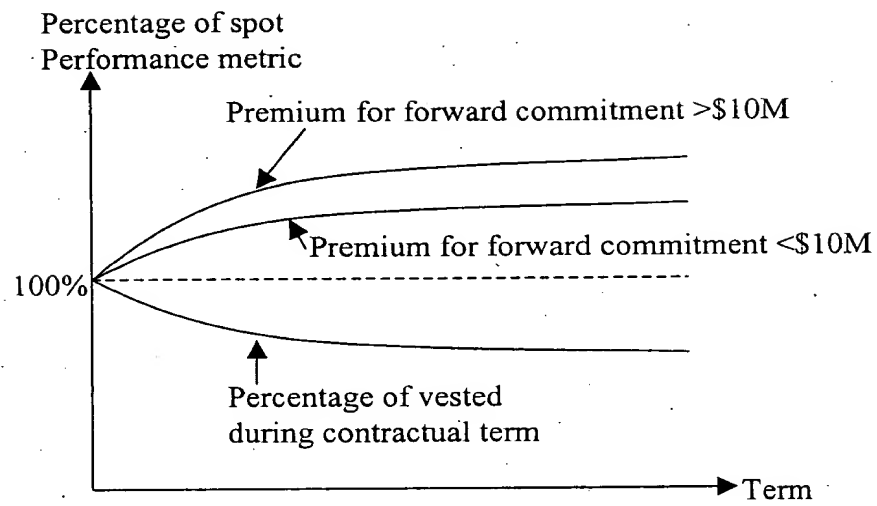 Percentage of spot
Performance metric
Premium for forward commitment >$10M
Premium for forward commitment <$10M
100%
Percentage of vested
during contractual term
Term